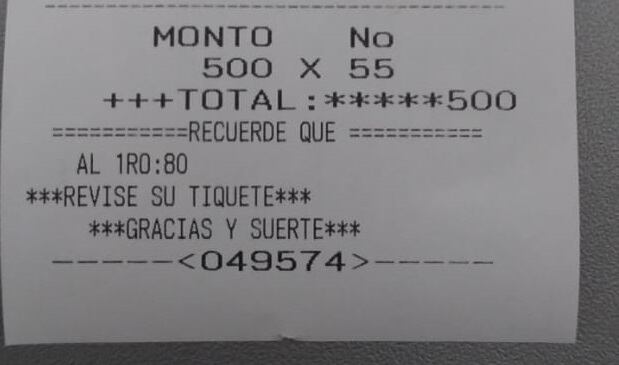 MONTO No
500 X 55
+++TOTAL:*****500
===========RECUERDE QUE ===========
AL 1RO:80
***REVISE SU TIQUETE***
***GRACIAS Y SUERTE***
-----<049574>-----